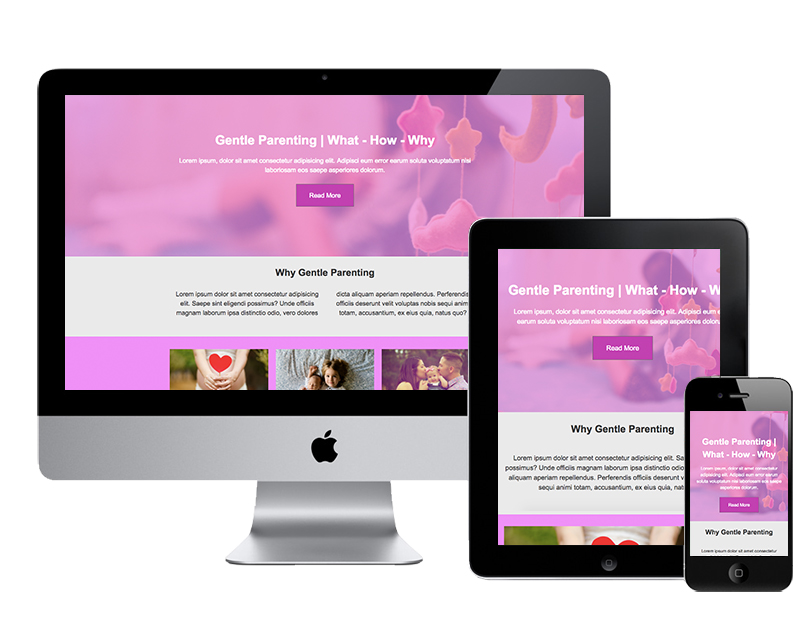 Gentle Parenting | What - How - Why
Lorem ipsum, dolor sit amet consectetur adipisicing elit. Adipisci eum error earum soluta voluptatum nisi
laboriosam eos saepe asperiores dolorum.
Read More
Why Gentle Parenting
Lorem ipsum dolor sit amet consectetur adipisicing
elit. Saepe sint eligendi possimus? Unde officiis
magnam laborum ipsa distinctio odio, vero dolores
dicta aliquam aperiam repellendus. Perferendis
officiis deserunt velit voluptas nobis sequi anim
totam, accusantium, ex eius quia, natus quo?
Gentle Parenting | What - How - W
Lorem ipsum, dolor sit amet consectetur adipisicing elit. Adipisci eum e
earum soluta voluptatum nisi laboriosam eos saepe asperiores doloru
Read More
Why Gentle Parenting
Lorem ipsum dolor sit amet consectetur adipisicing elit. Sa
possimus? Unde officiis magnam laborum ipsa distinctio odio, v
aliquam aperiam repellendus. Perferendis officiis deserunt v
sequi animi totam, accusantium, ex eius quia, natu
Gentle Parenting |
What - How - Why
Lorem ipsum, dolor sit amet consectetur
adipisicing elit. Adipisci eum error earum soluta
voluptatum nisi laboriosam eos saepe
asperiores dolorum.
Read More
Why Gentle Parenting
Lorem ipsum dolor sit amet consectetur